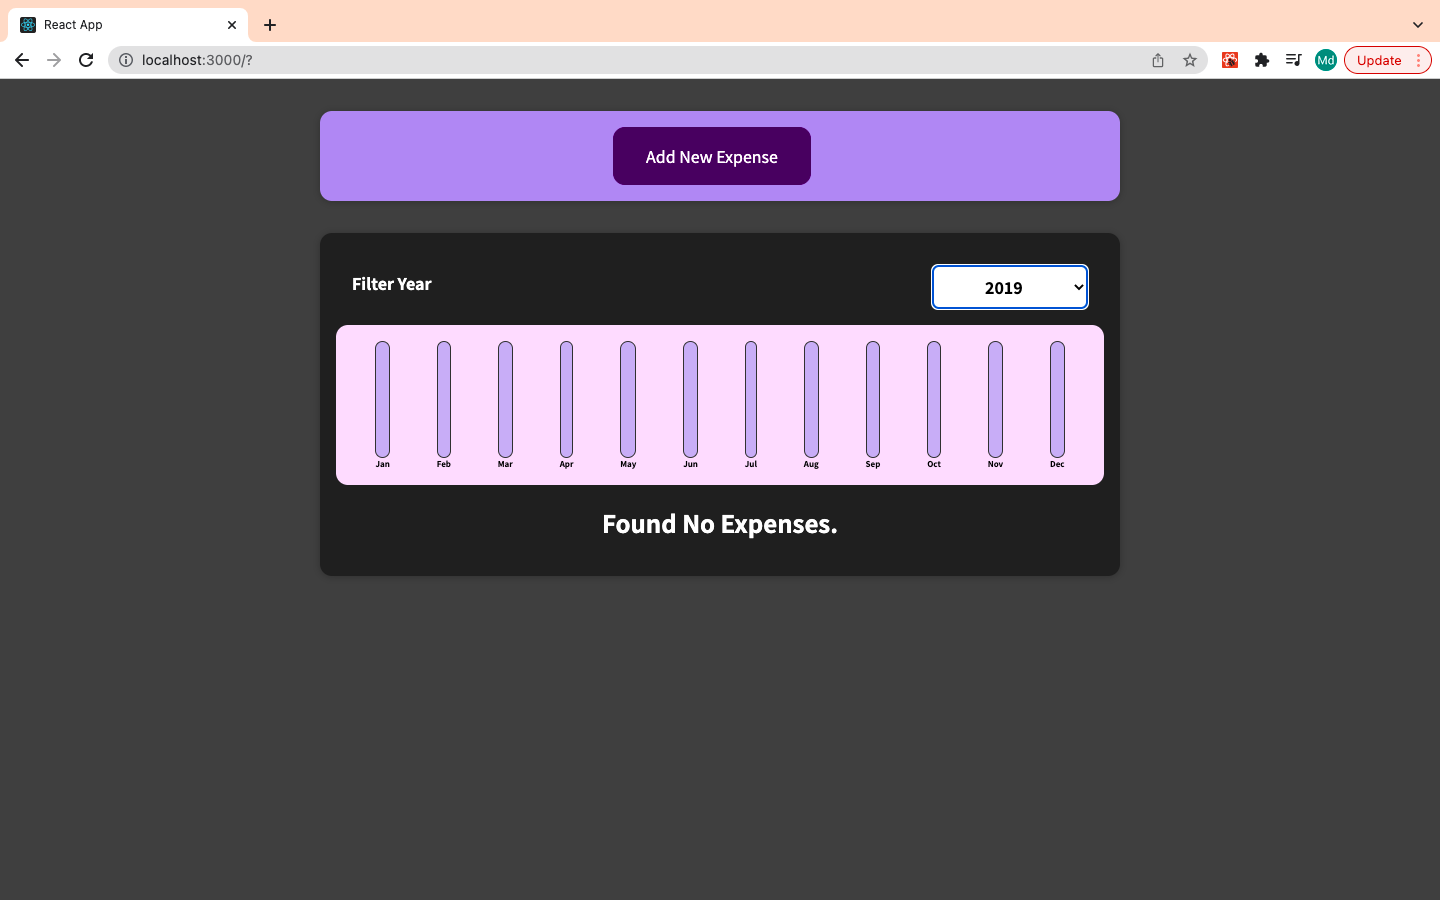 React App
localhost:3000/?
Md
Update
Add New Expense
Filter Year
2019
Jan Feb Mar Apr May Jun Jul Aug Sep Oct Nov Dec
Found No Expenses.